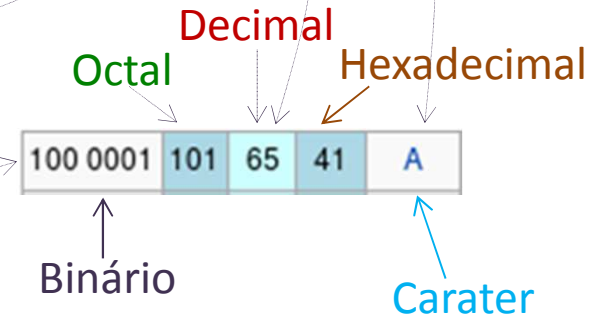 Decimal
Octal
Hexadecimal
100 0001 101 65 41 A
Binário
Carater